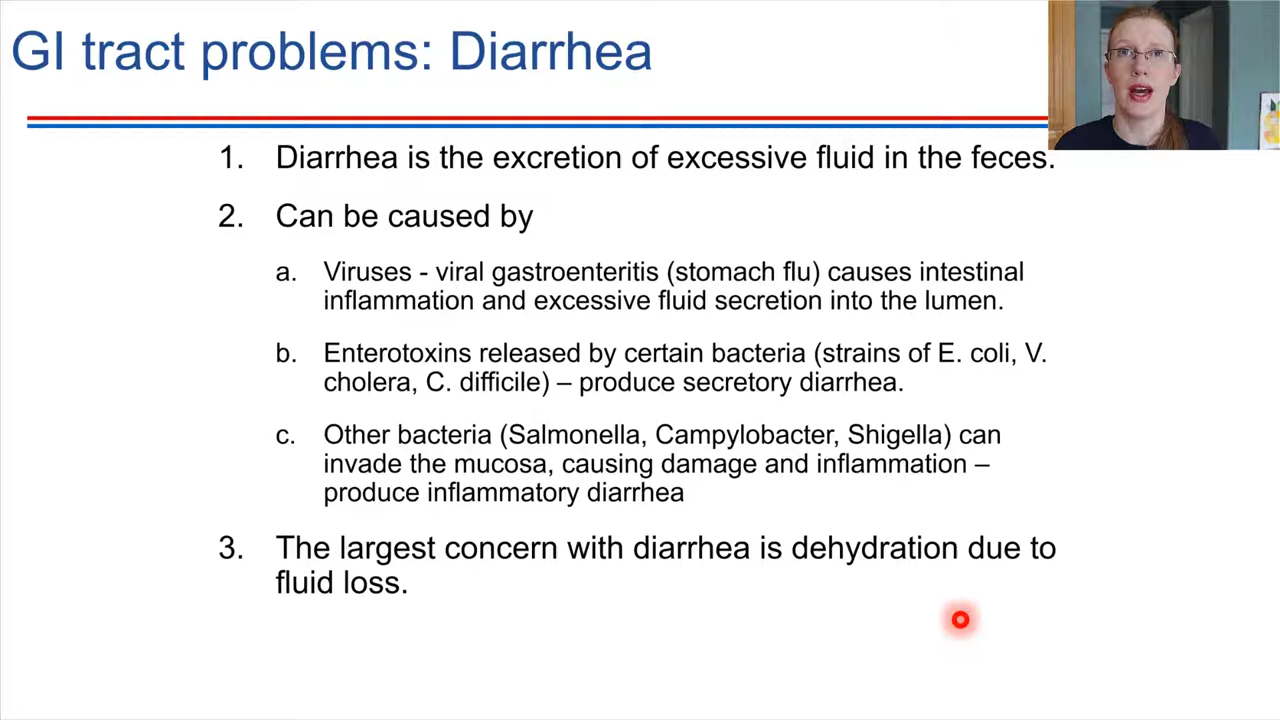 GI tract problems: Diarrhea
1. Diarrhea is the excretion of excessive fluid in the feces.
2. Can be caused by
a. Viruses - viral gastroenteritis (stomach flu) causes intestinal
inflammation and excessive fluid secretion into the lumen.
b. Enterotoxins released by certain bacteria (strains of E. coli, V.
cholera, C. difficile) – produce secretory diarrhea.
c. Other bacteria (Salmonella, Campylobacter, Shigella) can
invade the mucosa, causing damage and inflammation –
produce inflammatory diarrhea
3. The largest concern with diarrhea is dehydration due to
fluid loss.